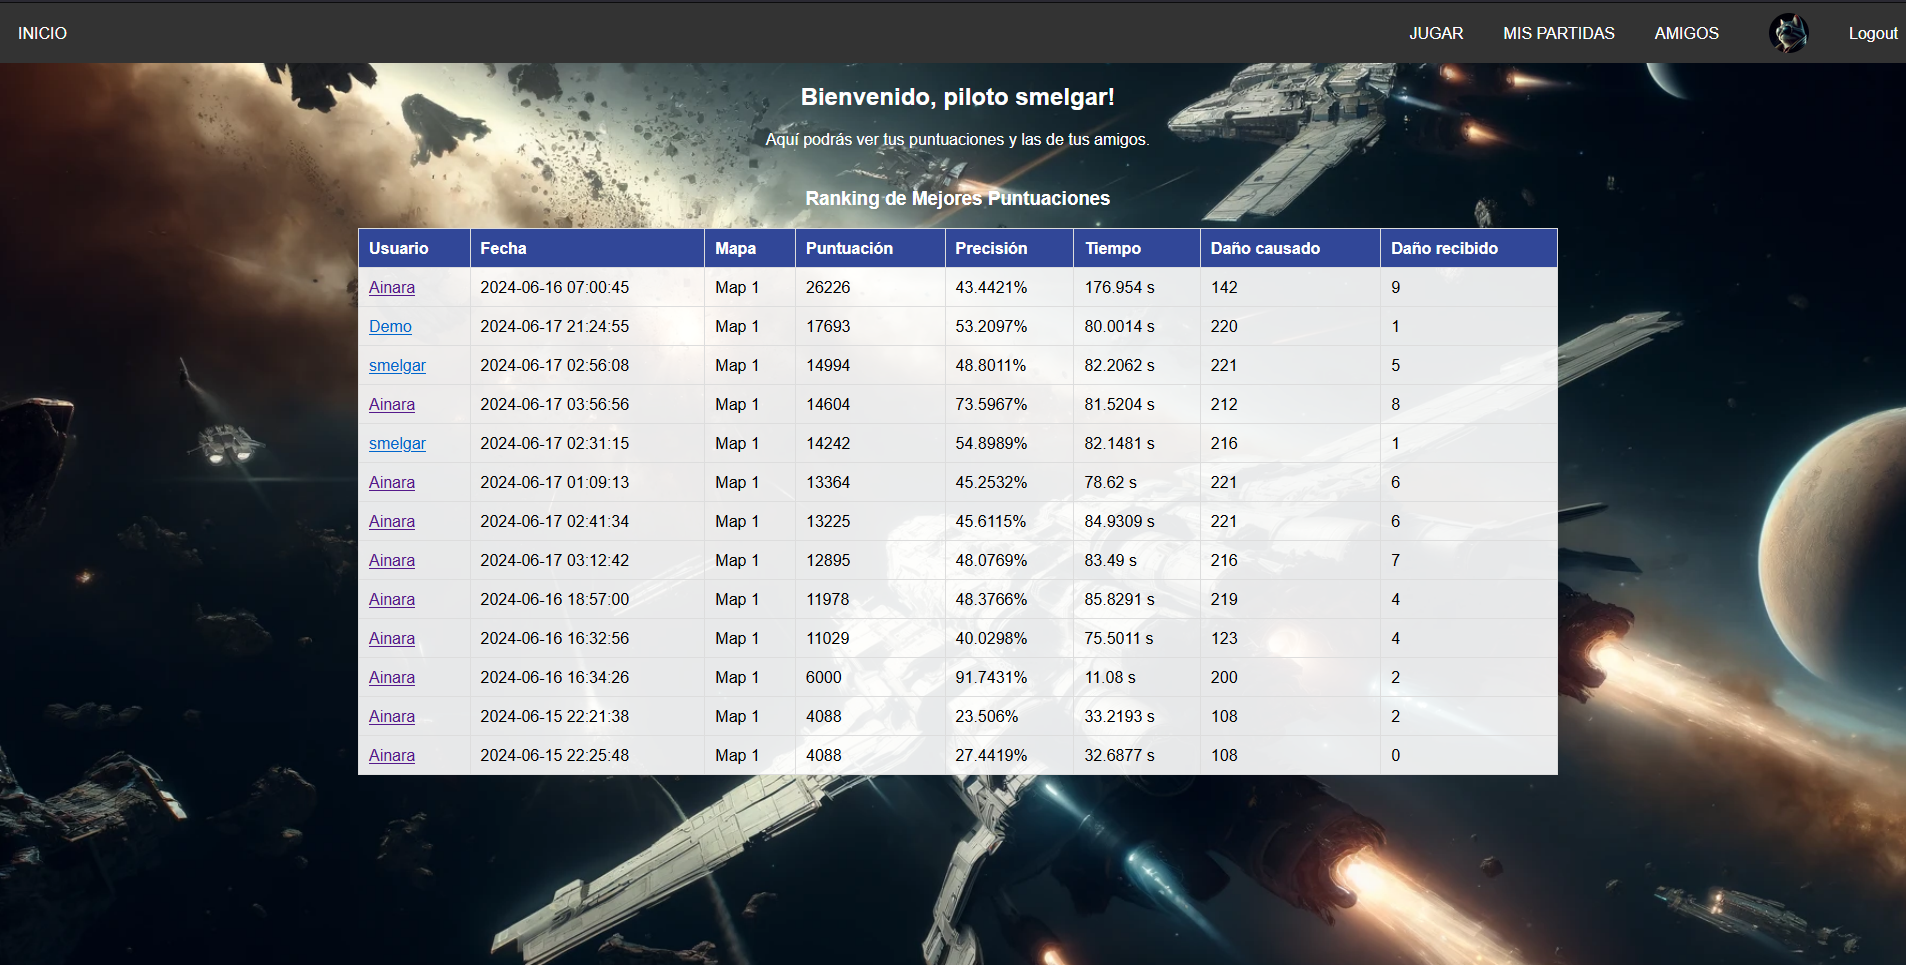 INICIO JUGAR MIS PARTIDAS AMIGOS Logout
Bienvenido, piloto smelgar!
Aquí podrás ver tus puntuaciones y las de tus amigos.
Ranking de Mejores Puntuaciones
Usuario Fecha Mapa Puntuación Precisión Tiempo Daño causado Daño recibido
Ainara 2024-06-16 07:00:45 Map 1 26226 43.4421% 176.954 s 142 9
Demo 2024-06-17 21:24:55 Map 1 17693 53.2097% 80.0014 s 220 1
smelgar 2024-06-17 02:56:08 Map 1 14994 48.8011% 82.2062 s 221 5
Ainara 2024-06-17 03:56:56 Map 1 14604 73.5967% 81.5204 s 212 8
smelgar 2024-06-17 02:31:15 Map 1 14242 54.8989% 82.1481 s 216 1
Ainara 2024-06-17 01:09:13 Map 1 13364 45.2532% 78.62 s 221 6
Ainara 2024-06-17 02:41:34 Map 1 13225 45.6115% 84.9309 s 221 6
Ainara 2024-06-17 03:12:42 Map 1 12895 48.0769% 83.49 s 216 7
Ainara 2024-06-16 18:57:00 Map 1 11978 48.3766% 85.8291 s 219 4
Ainara 2024-06-16 16:32:56 Map 1 11029 40.0298% 75.5011 s 123 4
Ainara 2024-06-16 16:34:26 Map 1 6000 91.7431% 11.08 s 200 2
Ainara 2024-06-15 22:21:38 Map 1 4088 23.506% 33.2193 s 108 2
Ainara 2024-06-15 22:25:48 Map 1 4088 27.4419% 32.6877 s 108 0